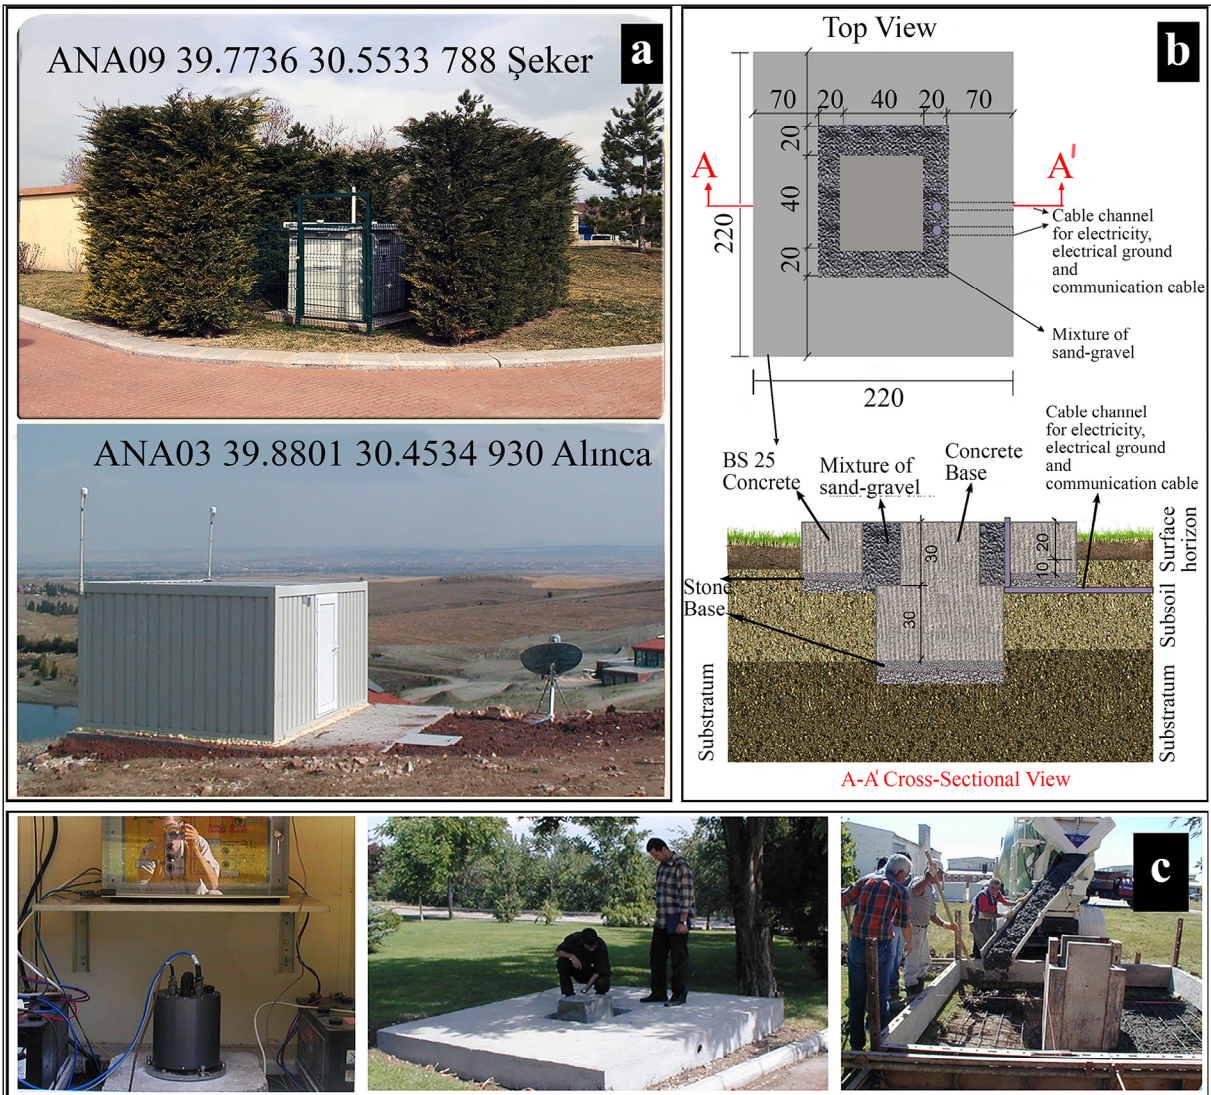 a
ANA09 39.7736 30.5533 788 Şeker
ANA03 39.8801 30.4534 930 Alınca
b
Top View
70 20 40 20 70
20
40
20
220
220
A
A'
Cable channel
for electricity,
electrical ground
and
communication cable
Mixture of
sand-gravel
BS 25
Concrete
Mixture of
sand-gravel
Concrete
Base
Cable channel
for electricity,
electrical ground
and
communication cable
Stone
Base
30
30
20
10
Surface
horizon
Subsoil
Substratum
Substratum
A-A' Cross-Sectional View
c